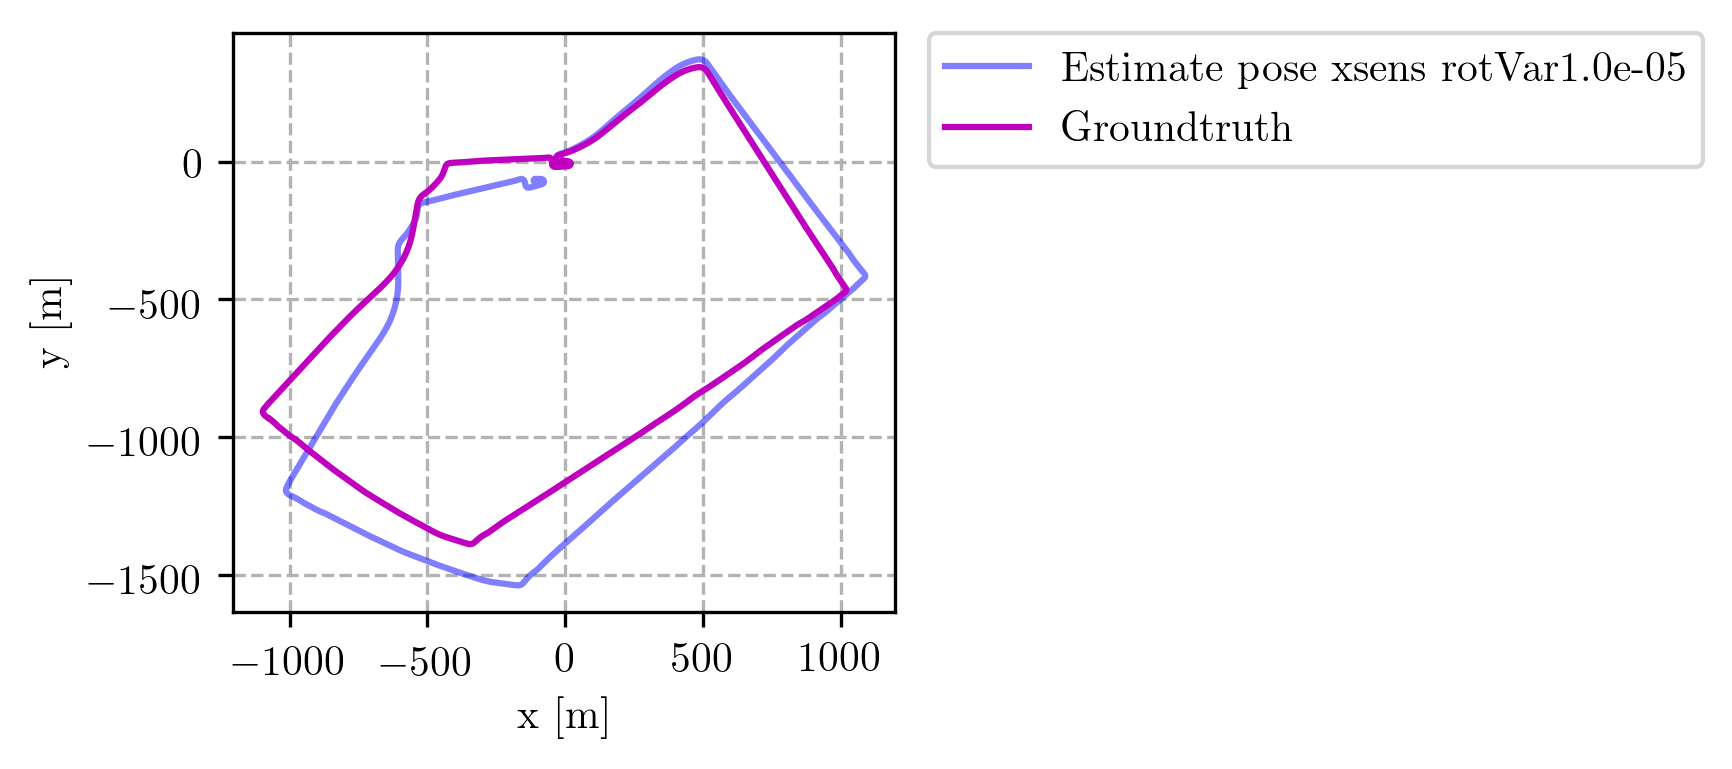 Estimate pose xsens rotVar1.0e-05
Groundtruth
0
−500
−1000
−1500
y [m]
−1000 −500 0 500 1000
x [m]